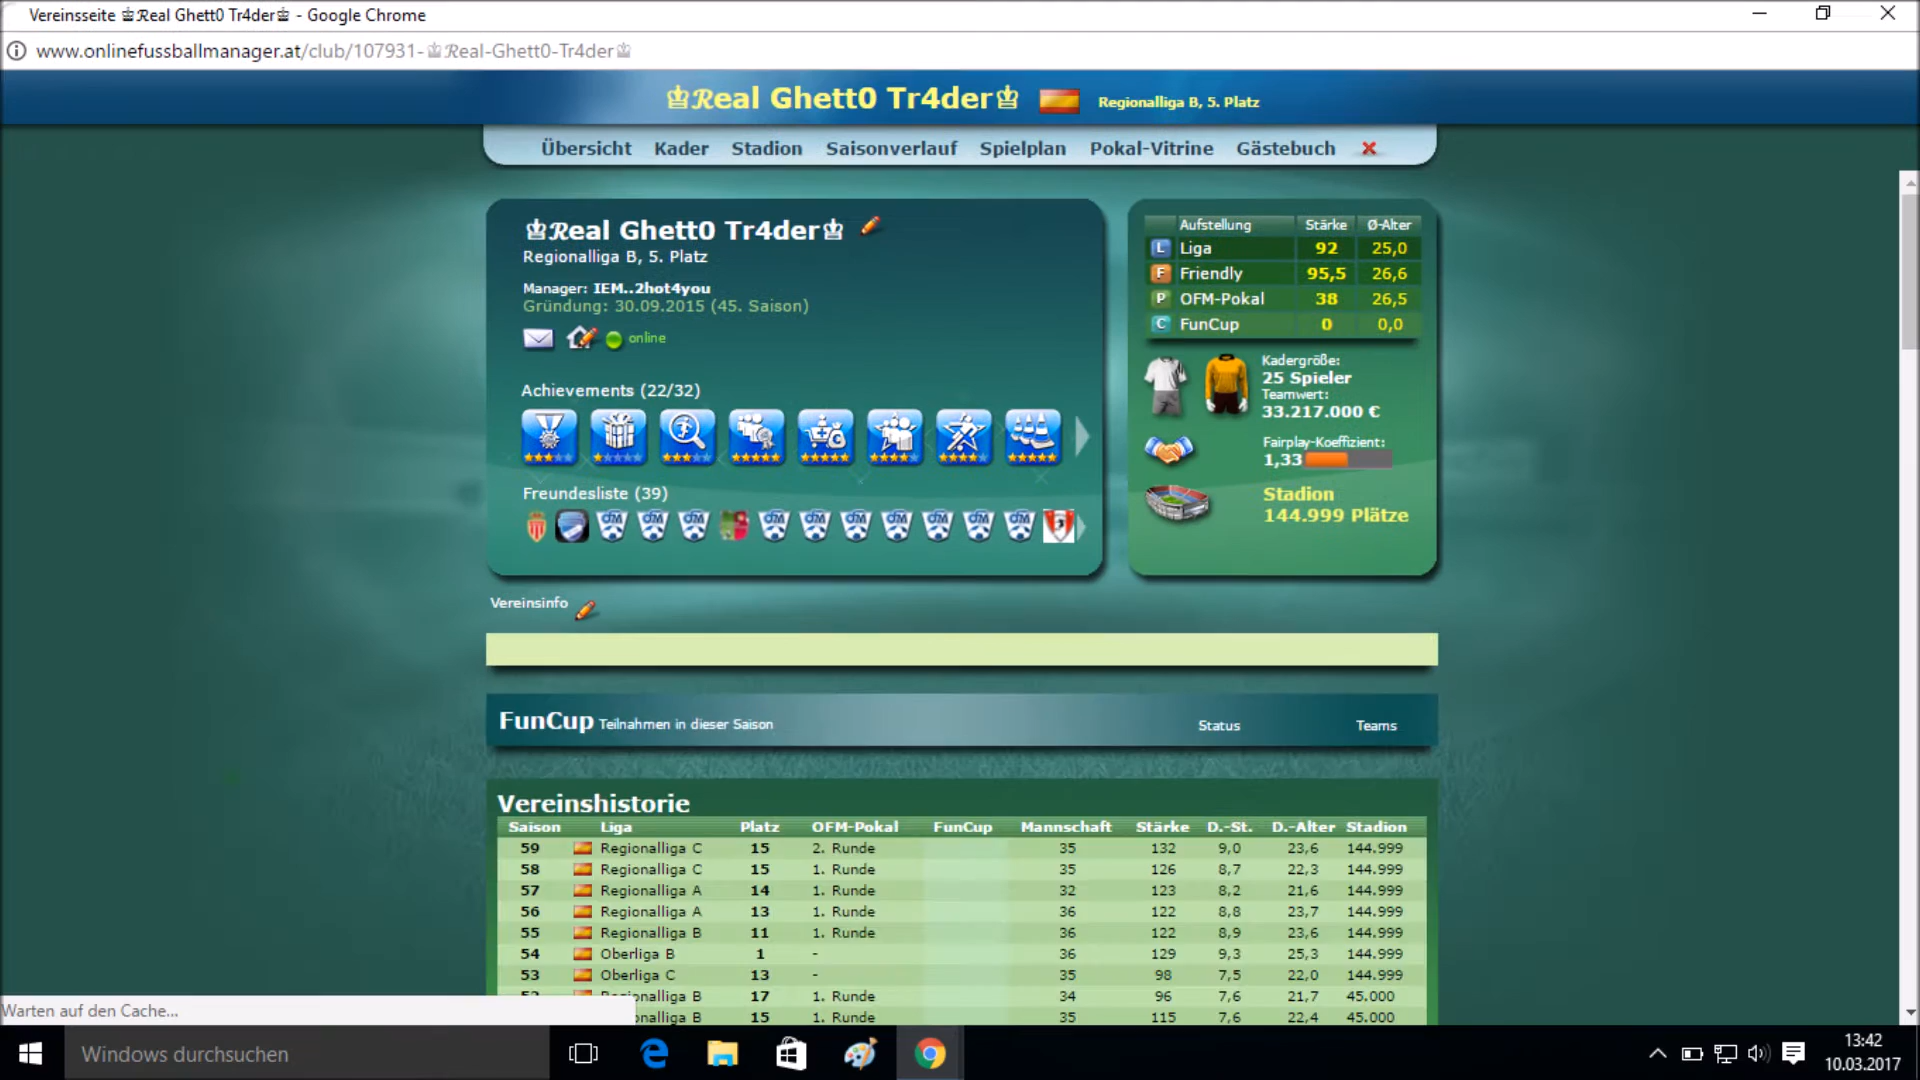 Vereinsseite ♔ℛeal Ghett0 Tr4der♔ - Google Chrome
www.onlinefussballmanager.at/club/107931-♔ℛeal-Ghett0-Tr4der♔
♔ℛeal Ghett0 Tr4der♔ Regionalliga B, 5. Platz
Übersicht Kader Stadion Saisonverlauf Spielplan Pokal-Vitrine Gästebuch
♔ℛeal Ghett0 Tr4der♔
Regionalliga B, 5. Platz
Manager: IEM..2hot4you
Gründung: 30.09.2015 (45. Saison)
online
Achievements (22/32)
Freundesliste (39)
Aufstellung Stärke Ø-Alter
L Liga 92 25,0
F Friendly 95,5 26,6
P OFM-Pokal 38 26,5
C FunCup 0 0,0
Kadergröße:
25 Spieler
Teamwert:
33.217.000 €
Fairplay-Koeffizient:
1,33
Stadion
144.999 Plätze
Vereinsinfo
FunCup Teilnahmen in dieser Saison Status Teams
Vereinshistorie
Saison Liga Platz OFM-Pokal FunCup Mannschaft Stärke D.-St. D.-Alter Stadion
59 Regionalliga C 15 2. Runde 35 132 9,0 23,6 144.999
58 Regionalliga C 15 1. Runde 35 126 8,7 22,3 144.999
57 Regionalliga A 14 1. Runde 32 123 8,2 21,6 144.999
56 Regionalliga A 13 1. Runde 36 122 8,8 23,7 144.999
55 Regionalliga B 11 1. Runde 36 122 8,9 23,6 144.999
54 Oberliga B 1 - 36 129 9,3 25,3 144.999
53 Oberliga C 13 - 35 98 7,5 22,0 144.999
onalliga B 17 1. Runde 34 96 7,6 21,7 45.000
onalliga B 15 1. Runde 35 115 7,6 22,4 45.000
Warten auf den Cache...
Windows durchsuchen
13:42
10.03.2017